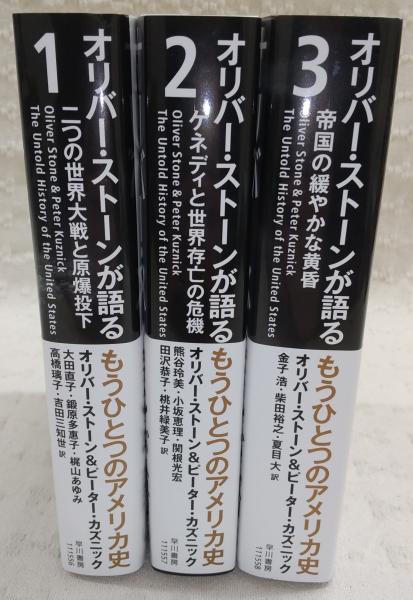 1
オリバー・ストーンが語る
もうひとつのアメリカ史
二つの世界大戦と原爆投下
Oliver Stone & Peter Kuznick
The Untold History of the United States
オリバー・ストーン&ピーター・カズニック
大田直子・鍛原多惠子・梶山あゆみ
高橋璃子・吉田三知世 訳
早川書房
111556
2
オリバー・ストーンが語る
もうひとつのアメリカ史
ケネディと世界存亡の危機
Oliver Stone & Peter Kuznick
The Untold History of the United States
オリバー・ストーン&ピーター・カズニック
熊谷玲美・小坂恵理・関根光宏
田沢恭子・桃井緑美子 訳
早川書房
111557
3
オリバー・ストーンが語る
もうひとつのアメリカ史
帝国の緩やかな黄昏
Oliver Stone & Peter Kuznick
The Untold History of the United States
オリバー・ストーン&ピーター・カズニック
金子 浩・柴田裕之・夏目 大 訳
早川書房
111558